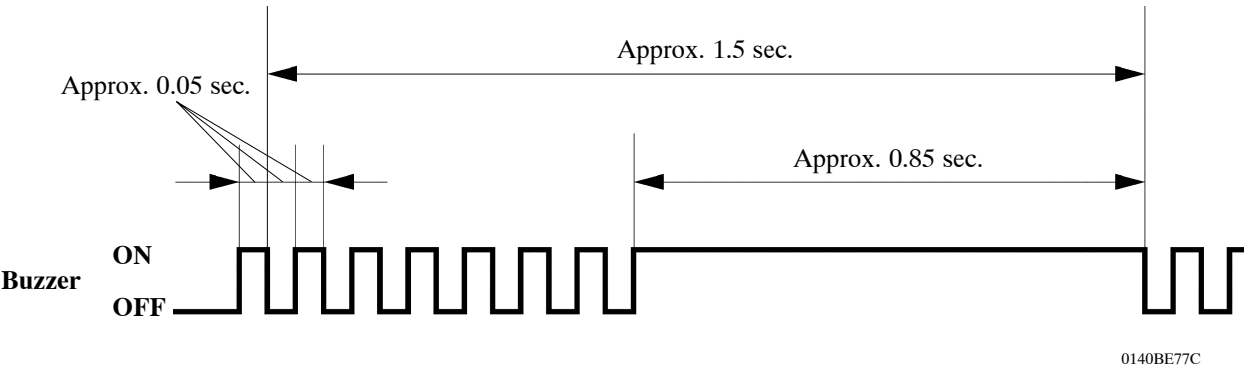 Approx. 1.5 sec.
Approx. 0.05 sec.
Approx. 0.85 sec.
ON
Buzzer
OFF
0140BE77C